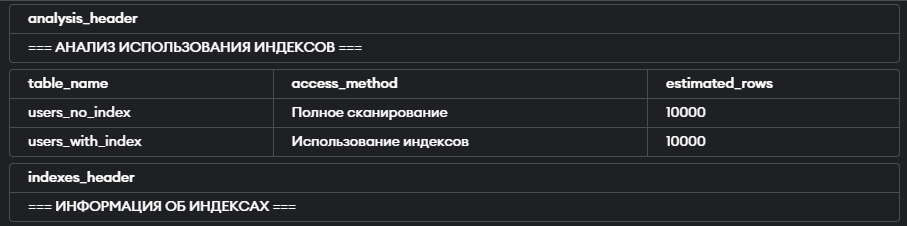 analysis_header
=== АНАЛИЗ ИСПОЛЬЗОВАНИЯ ИНДЕКСОВ ===
table_name access_method estimated_rows
users_no_index Полное сканирование 10000
users_with_index Использование индексов 10000
indexes_header
=== ИНФОРМАЦИЯ ОБ ИНДЕКСАХ ===